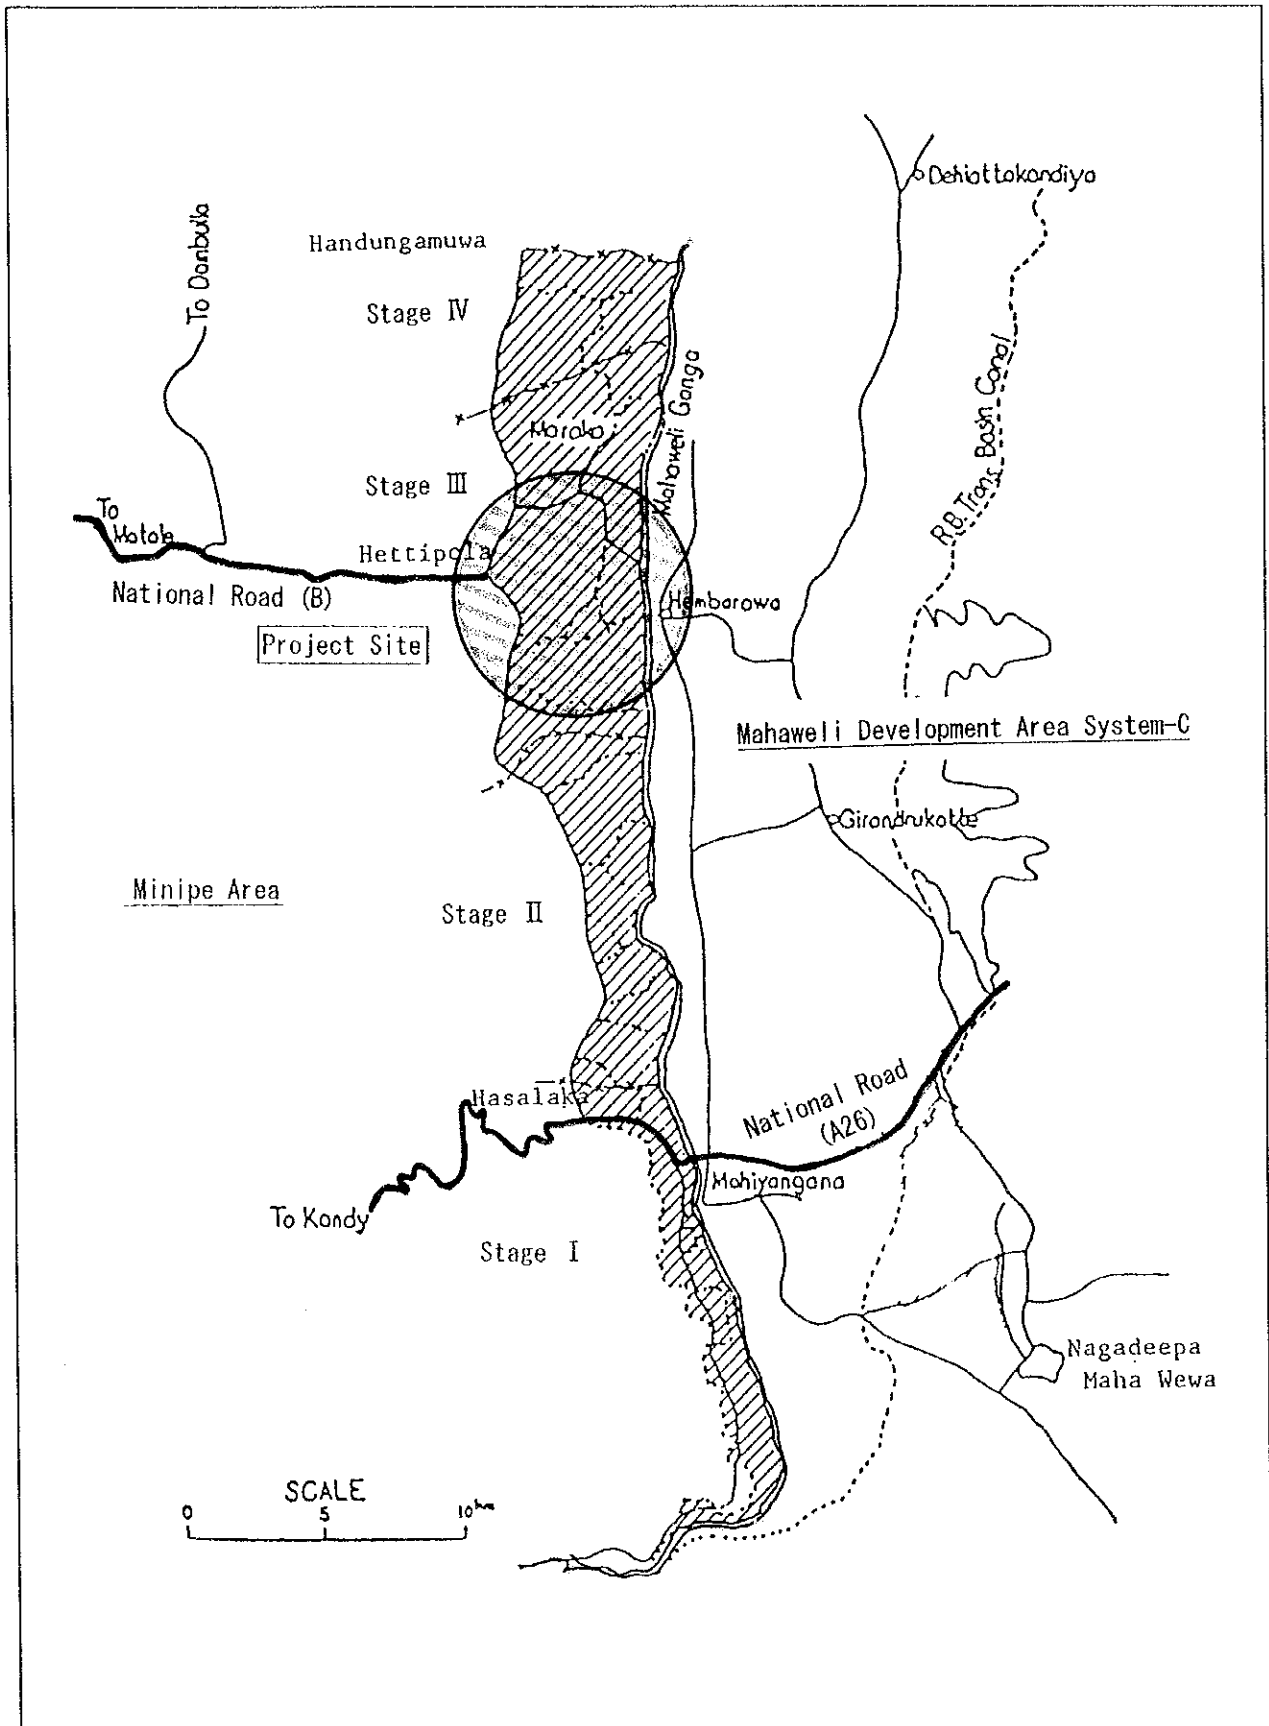 Dehiattakandiya
To Danbulla
Handungamuwa
Stage Ⅳ
Mahaweli Ganga
R.B. Trans Basin Canal
Maraka
Stage Ⅲ
To
Matale
Hettipola
National Road (B)
Hembarawa
Project Site
Mahaweli Development Area System-C
Girandrukotte
Minipe Area
Stage Ⅱ
Hasalaka
National Road
(A26)
Mahiyangana
To Kandy
Stage Ⅰ
Nagadeepa
Maha Wewa
SCALE
0 5 10km